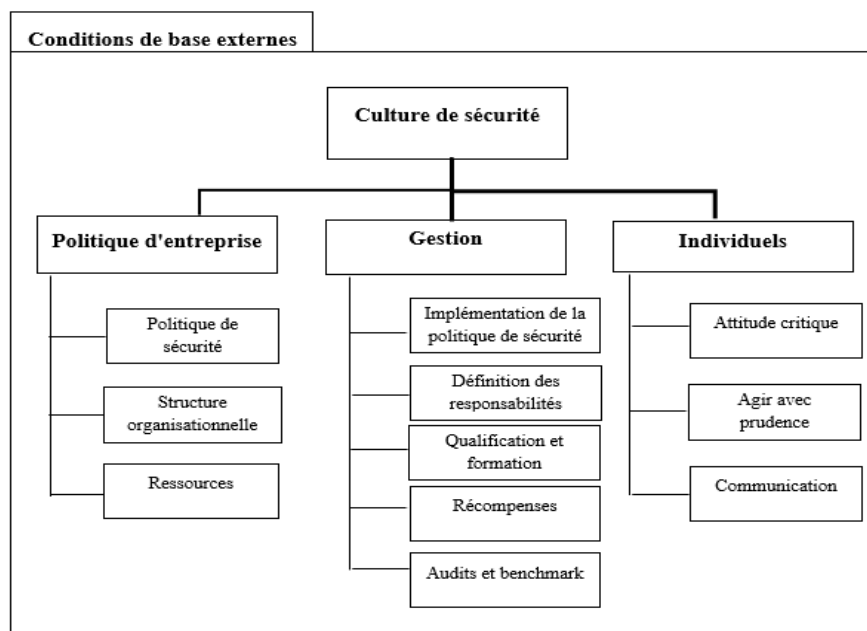 Conditions de base externes
Culture de sécurité
Politique d'entreprise
Gestion
Individuels
Politique de
sécurité
Structure
organisationnelle
Ressources
Implémentation de la
politique de sécurité
Définition des
responsabilités
Qualification et
formation
Récompenses
Audits et benchmark
Attitude critique
Agir avec
prudence
Communication